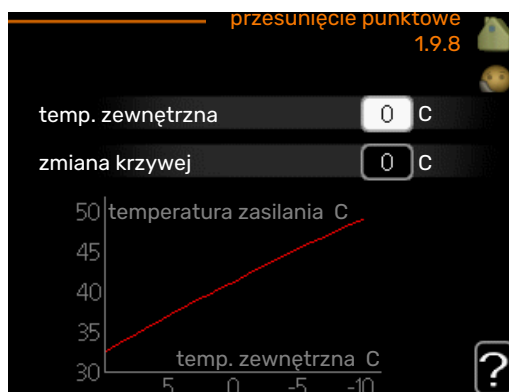 przesunięcie punktowe
1.9.8
temp. zewnętrzna 0 C
zmiana krzywej 0 C
50 temperatura zasilania C
45
40
35
30
temp. zewnętrzna C
5 0 -5 -10
?